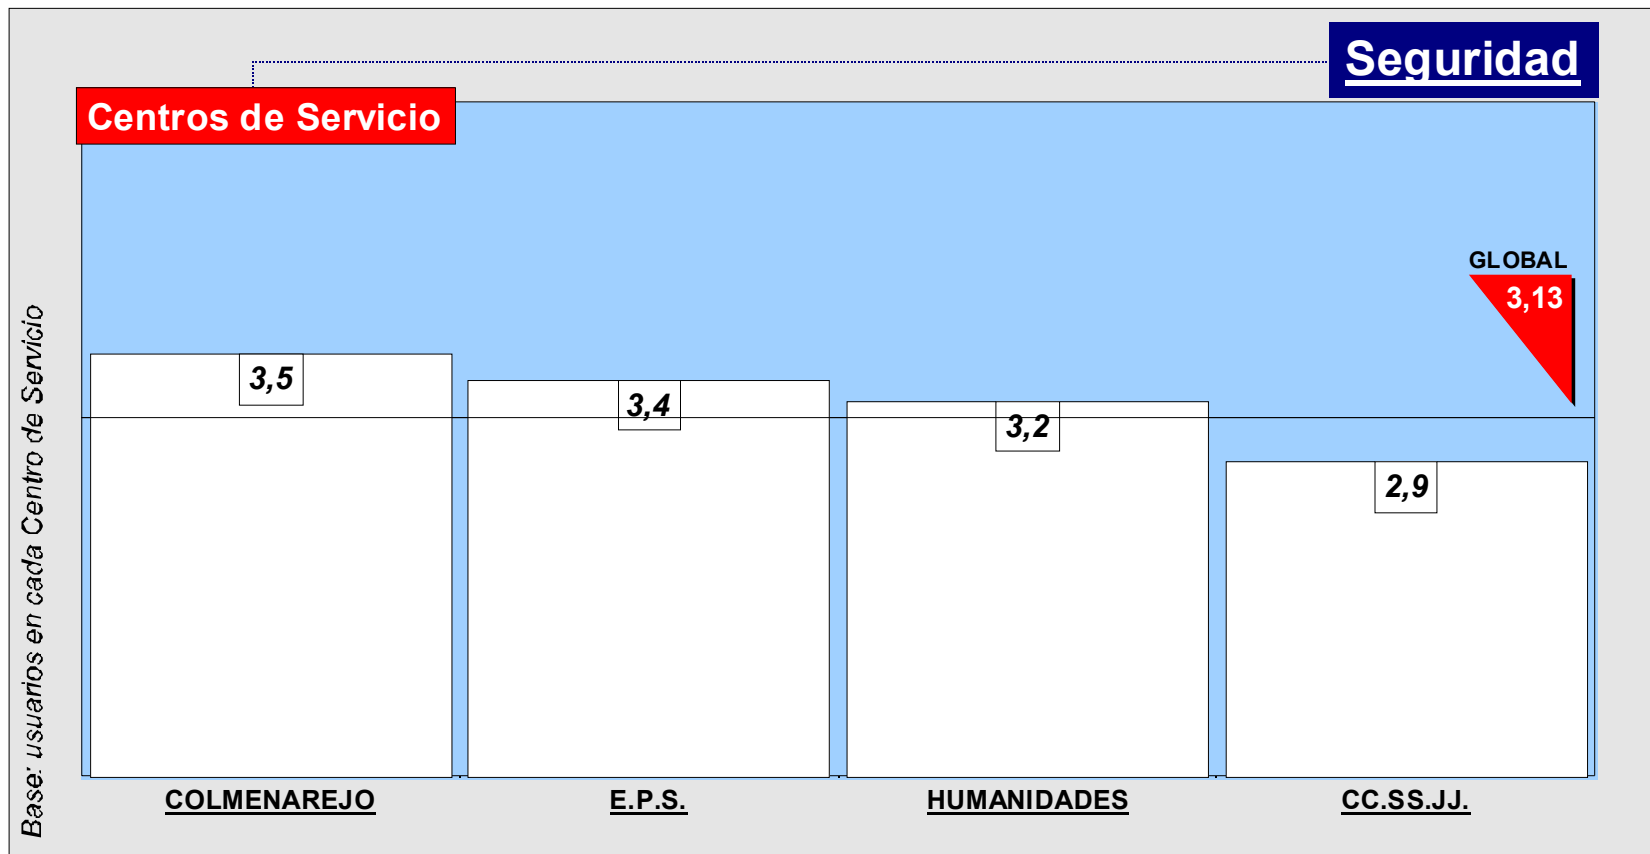 Seguridad
Centros de Servicio
GLOBAL
3,13
3,5
3,4
3,2
2,9
Base: usuarios en cada Centro de Servicio
COLMENAREJO
E.P.S.
HUMANIDADES
CC.SS.JJ.